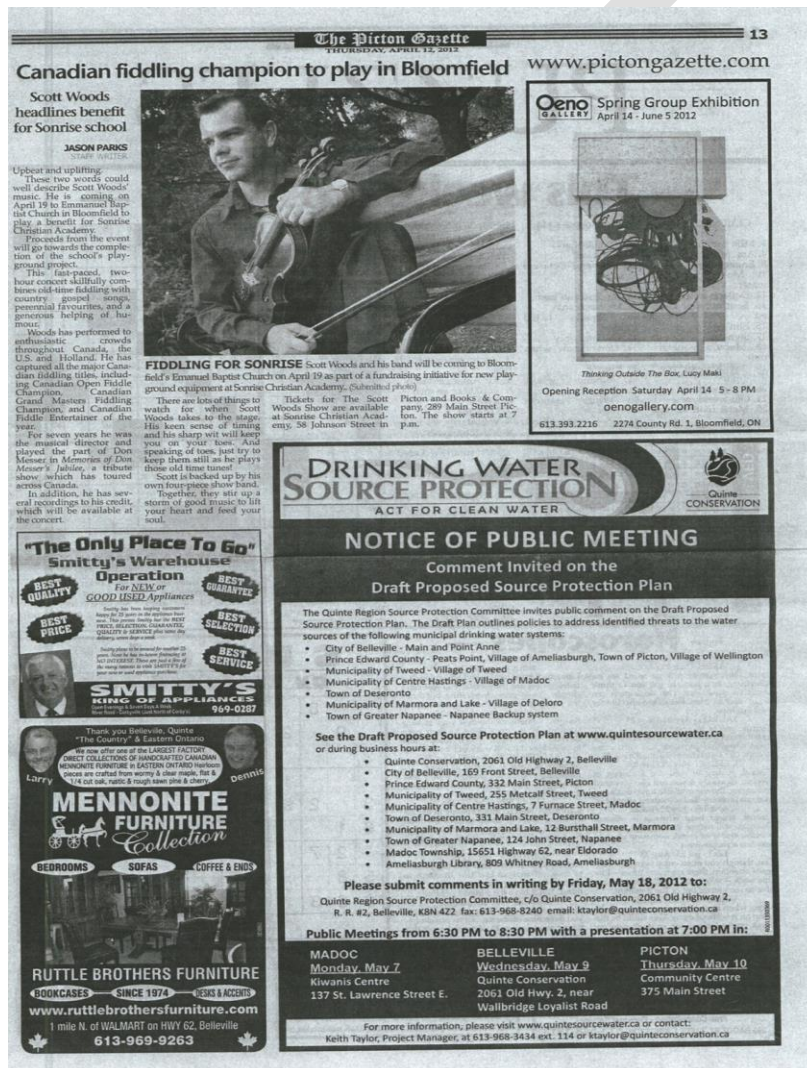 The Picton Gazette
THURSDAY, APRIL 12, 2012
13
Canadian fiddling champion to play in Bloomfield
www.pictongazette.com
Scott Woods
headlines benefit
for Sonrise school
JASON PARKS
STAFF WRITER
Upbeat and uplifting.
These two words could
well describe Scott Woods'
music. He is coming on
April 19 to Emmanuel Bap-
tist Church in Bloomfield to
play a benefit for Sonrise
Christian Academy.
Proceeds from the event
will go towards the comple-
tion of the school's play-
ground project.
This fast-paced, two-
hour concert skillfully com-
bines old-time fiddling with
country gospel songs,
perennial favourites, and a
generous helping of hu-
mour.
Woods has performed to
enthusiastic crowds
throughout Canada, the
U.S. and Holland. He has
captured all the major Cana-
dian fiddling titles, includ-
ing Canadian Open Fiddle
Champion, Canadian
Grand Masters Fiddling
Champion, and Canadian
Fiddle Entertainer of the
year.
For seven years he was
the musical director and
played the part of Don
Messer in Memories of Don
Messer's Jubilee, a tribute
show which has toured
across Canada.
In addition, he has sev-
eral recordings to his credit,
which will be available at
the concert.
FIDDLING FOR SONRISE Scott Woods and his band will be coming to Bloom-
field's Emanuel Baptist Church on April 19 as part of a fundraising initiative for new play-
ground equipment at Sonrise Christian Academy.. (Submitted photo)
There are lots of things to
watch for when Scott
Woods takes to the stage.
His keen sense of timing
and his sharp wit will keep
you on your toes. And
speaking of toes, just try to
keep them still as he plays
those old time tunes!
Scott is backed up by his
own four-piece show band.
Together, they stir up a
storm of good music to lift
your heart and feed your
soul.
Tickets for The Scott
Woods Show are available
at Sonrise Christian Acad-
emy, 58 Johnson Street in
Picton and Books & Com-
pany, 289 Main Street Pic-
ton. The show starts at 7
p.m.
Oeno
GALLERY
Spring Group Exhibition
April 14 - June 5 2012
Thinking Outside The Box, Lucy Maki
Opening Reception Saturday April 14 5 - 8 PM
oenogallery.com
613.393.2216 2274 County Rd. 1, Bloomfield, ON
"The Only Place To Go"
Smitty's Warehouse
Operation
For NEW or
GOOD USED Appliances
BEST QUALITY
BEST PRICE
BEST GUARANTEE
BEST SELECTION
BEST SERVICE
SMITTY'S
KING OF APPLIANCES
969-0287
Thank you Belleville, Quinte
"The Country" & Eastern Ontario
We now offer one of the LARGEST FACTORY
DIRECT COLLECTIONS OF HANDCRAFTED CANADIAN
MENNONITE FURNITURE in EASTERN ONTARIO Heirloom
pieces are crafted from wormy & clear maple, flat &
1/4 cut oak, rustic & rough sawn pine & cherry.
Larry
Dennis
MENNONITE
FURNITURE
Collection
BEDROOMS SOFAS COFFEE & ENDS
RUTTLE BROTHERS FURNITURE
BOOKCASES SINCE 1974 DESKS & ACCENTS
www.ruttlebrothersfurniture.com
1 mile N. of WALMART on HWY 62, Belleville
613-969-9263
DRINKING WATER
SOURCE PROTECTION
ACT FOR CLEAN WATER
Quinte
CONSERVATION
NOTICE OF PUBLIC MEETING
Comment Invited on the
Draft Proposed Source Protection Plan
The Quinte Region Source Protection Committee invites public comment on the Draft Proposed
Source Protection Plan. The Draft Plan outlines policies to address identified threats to the water
sources of the following municipal drinking water systems:
• City of Belleville - Main and Point Anne
• Prince Edward County - Peats Point, Village of Ameliasburgh, Town of Picton, Village of Wellington
• Municipality of Tweed - Village of Tweed
• Municipality of Centre Hastings - Village of Madoc
• Town of Deseronto
• Municipality of Marmora and Lake - Village of Deloro
• Town of Greater Napanee - Napanee Backup system
See the Draft Proposed Source Protection Plan at www.quintesourcewater.ca
or during business hours at:
• Quinte Conservation, 2061 Old Highway 2, Belleville
• City of Belleville, 169 Front Street, Belleville
• Prince Edward County, 332 Main Street, Picton
• Municipality of Tweed, 255 Metcalf Street, Tweed
• Municipality of Centre Hastings, 7 Furnace Street, Madoc
• Town of Deseronto, 331 Main Street, Deseronto
• Municipality of Marmora and Lake, 12 Bursthall Street, Marmora
• Town of Greater Napanee, 124 John Street, Napanee
• Madoc Township, 15651 Highway 62, near Eldorado
• Ameliasburgh Library, 809 Whitney Road, Ameliasburgh
Please submit comments in writing by Friday, May 18, 2012 to:
Quinte Region Source Protection Committee, c/o Quinte Conservation, 2061 Old Highway 2,
R. R. #2, Belleville, K8N 4Z2 fax: 613-968-8240 email: ktaylor@quinteconservation.ca
Public Meetings from 6:30 PM to 8:30 PM with a presentation at 7:00 PM in:
MADOC
Monday, May 7
Kiwanis Centre
137 St. Lawrence Street E.
BELLEVILLE
Wednesday, May 9
Quinte Conservation
2061 Old Hwy. 2, near
Wallbridge Loyalist Road
PICTON
Thursday, May 10
Community Centre
375 Main Street
For more information, please visit www.quintesourcewater.ca or contact:
Keith Taylor, Project Manager, at 613-968-3434 ext. 114 or ktaylor@quinteconservation.ca